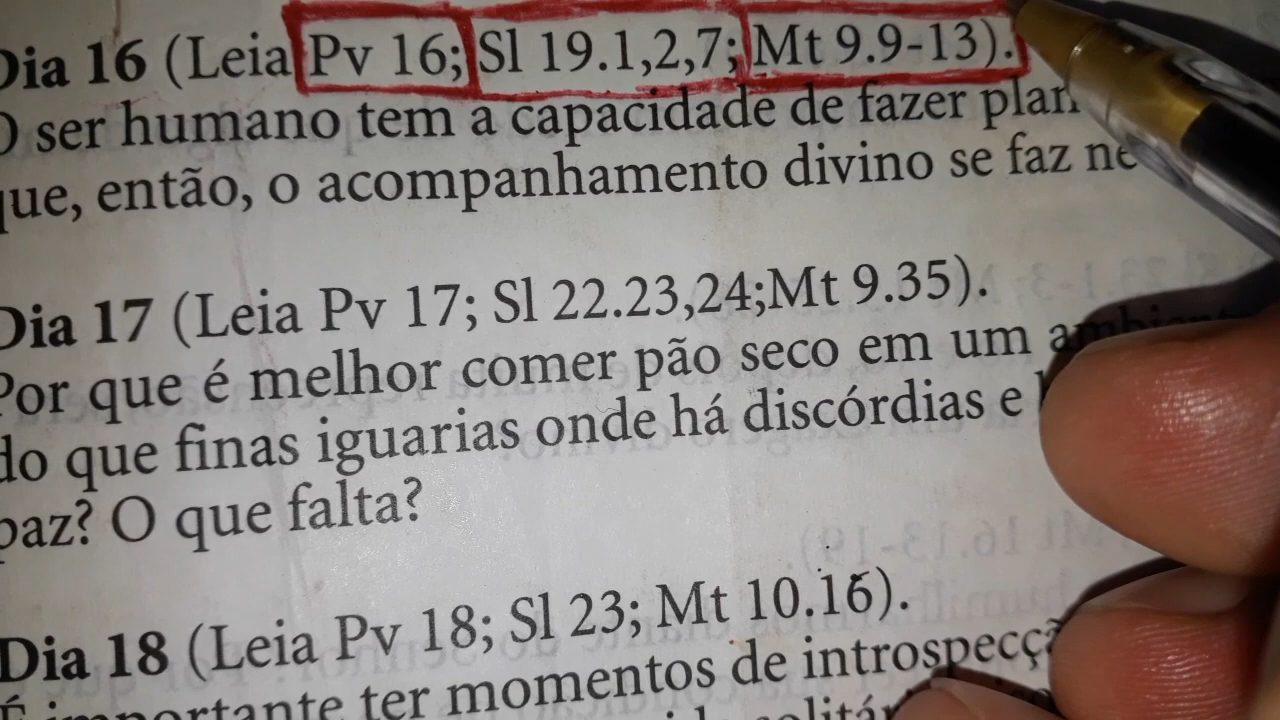 Dia 16 (Leia Pv 16; Sl 19.1,2,7; Mt 9.9-13).
O ser humano tem a capacidade de fazer plan
que, então, o acompanhamento divino se faz ne
Dia 17 (Leia Pv 17; Sl 22.23,24;Mt 9.35).
Por que é melhor comer pão seco em um ambiente
do que finas iguarias onde há discórdias e
paz? O que falta?
Dia 18 (Leia Pv 18; Sl 23; Mt 10.16).
É importante ter momentos de introspecçã